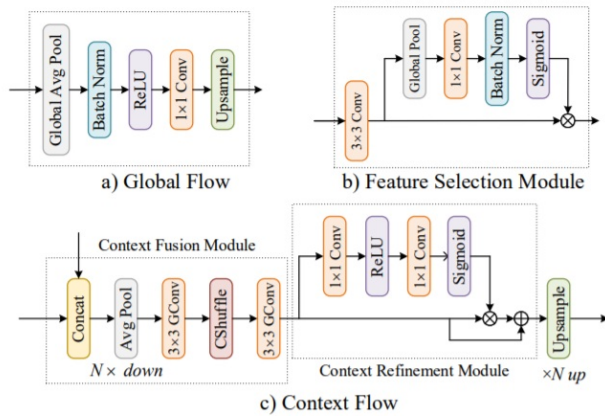 Global Avg Pool
Batch Norm
ReLU
1×1 Conv
Upsample
a) Global Flow
3×3 Conv
Global Pool
1×1 Conv
Batch Norm
Sigmoid
b) Feature Selection Module
Context Fusion Module
Concat
Avg Pool
3×3 GConv
CShuffle
3×3 GConv
N× down
1×1 Conv
ReLU
1×1 Conv
Sigmoid
Context Refinement Module
Upsample
×N up
c) Context Flow